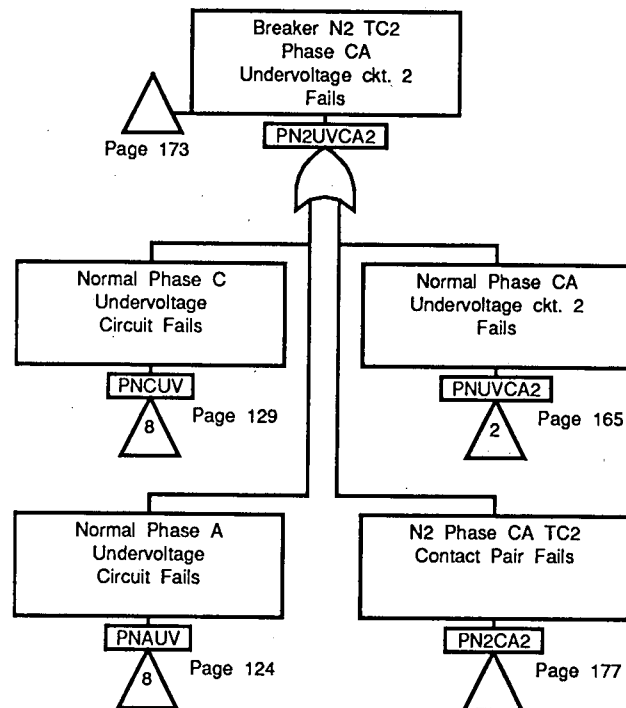 Breaker N2 TC2
Phase CA
Undervoltage ckt. 2
Fails
Page 173
PN2UVCA2
Normal Phase C
Undervoltage
Circuit Fails
PNCUV
8
Page 129
Normal Phase CA
Undervoltage ckt. 2
Fails
PNUVCA2
2
Page 165
Normal Phase A
Undervoltage
Circuit Fails
PNAUV
8
Page 124
N2 Phase CA TC2
Contact Pair Fails
PN2CA2
Page 177